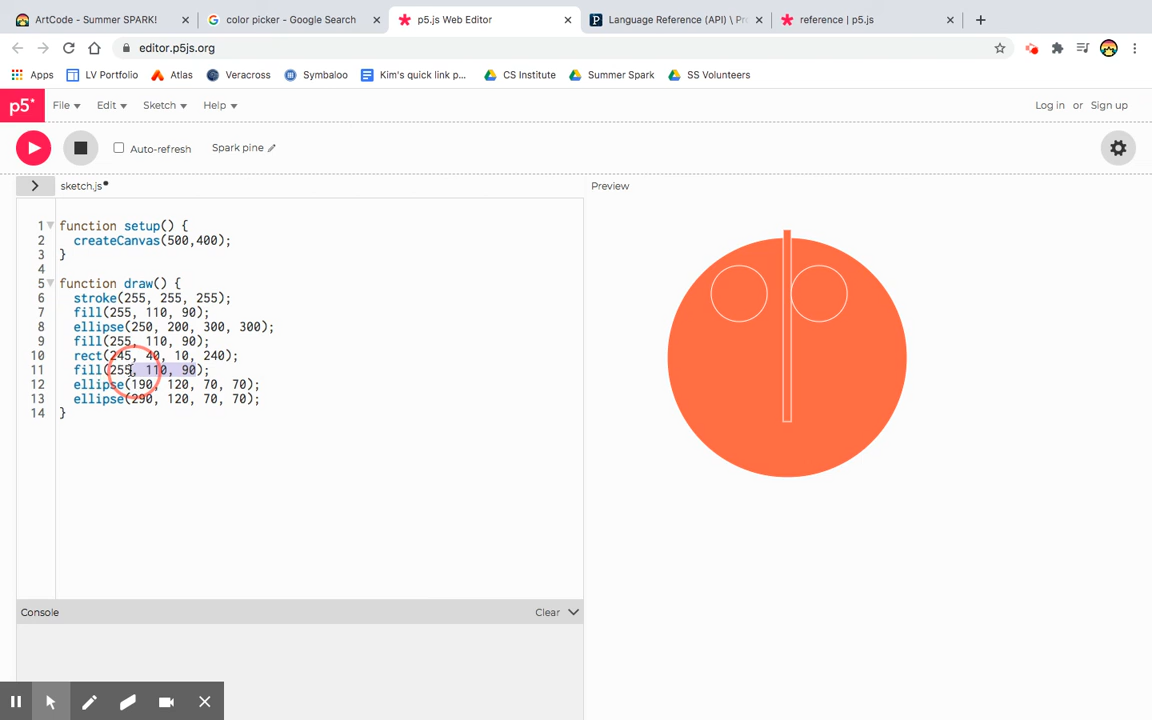 ArtCode - Summer SPARK! × color picker - Google Search × p5.js Web Editor × Language Reference (API) \ Pro × reference | p5.js × +
editor.p5js.org
Apps LV Portfolio Atlas Veracross Symbaloo Kim's quick link p... CS Institute Summer Spark SS Volunteers
p5* File Edit Sketch Help Log in or Sign up
Auto-refresh Spark pine
> sketch.js• Preview
1 function setup() {
2 createCanvas(500,400);
3 }
4
5 function draw() {
6 stroke(255, 255, 255);
7 fill(255, 110, 90);
8 ellipse(250, 200, 300, 300);
9 fill(255, 110, 90);
10 rect(245, 40, 10, 240);
11 fill(255, 110, 90);
12 ellipse(190, 120, 70, 70);
13 ellipse(290, 120, 70, 70);
14 }
Console Clear